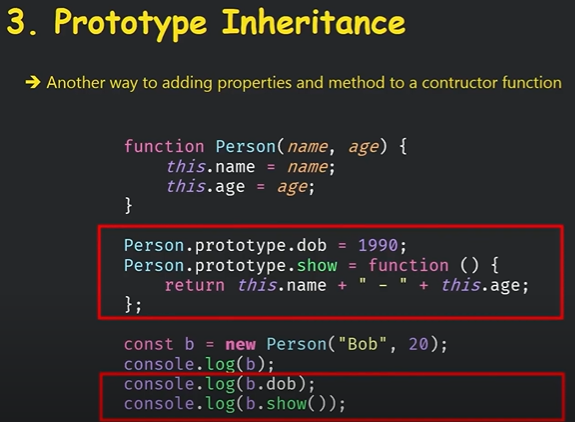 3. Prototype Inheritance
➔ Another way to adding properties and method to a contructor function
function Person(name, age) {
this.name = name;
this.age = age;
}
Person.prototype.dob = 1990;
Person.prototype.show = function () {
return this.name + " - " + this.age;
};
const b = new Person("Bob", 20);
console.log(b);
console.log(b.dob);
console.log(b.show());